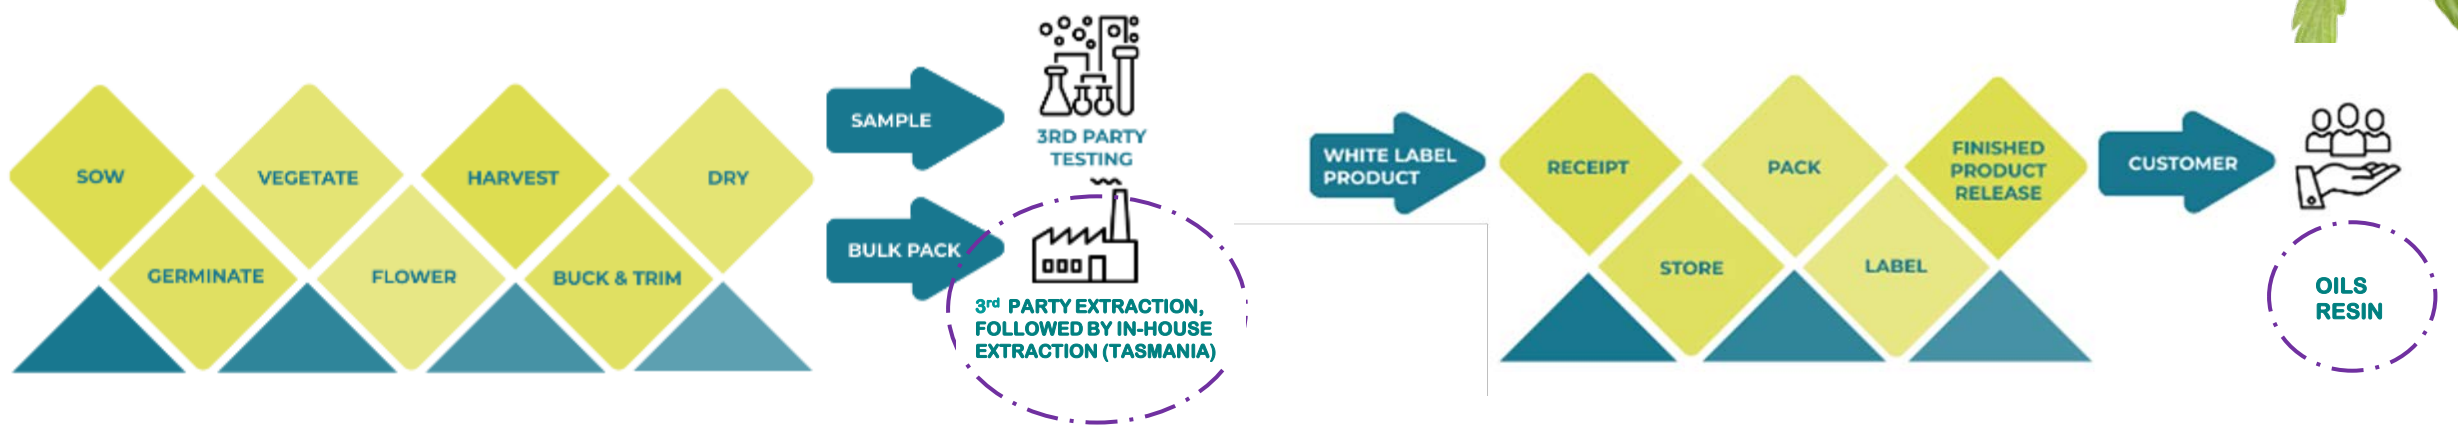 SOW
GERMINATE
VEGETATE
FLOWER
HARVEST
BUCK & TRIM
DRY
SAMPLE
3RD PARTY
TESTING
BULK PACK
3rd PARTY EXTRACTION,
FOLLOWED BY IN-HOUSE
EXTRACTION (TASMANIA)
WHITE LABEL
PRODUCT
RECEIPT
STORE
PACK
LABEL
FINISHED
PRODUCT
RELEASE
CUSTOMER
OILS
RESIN